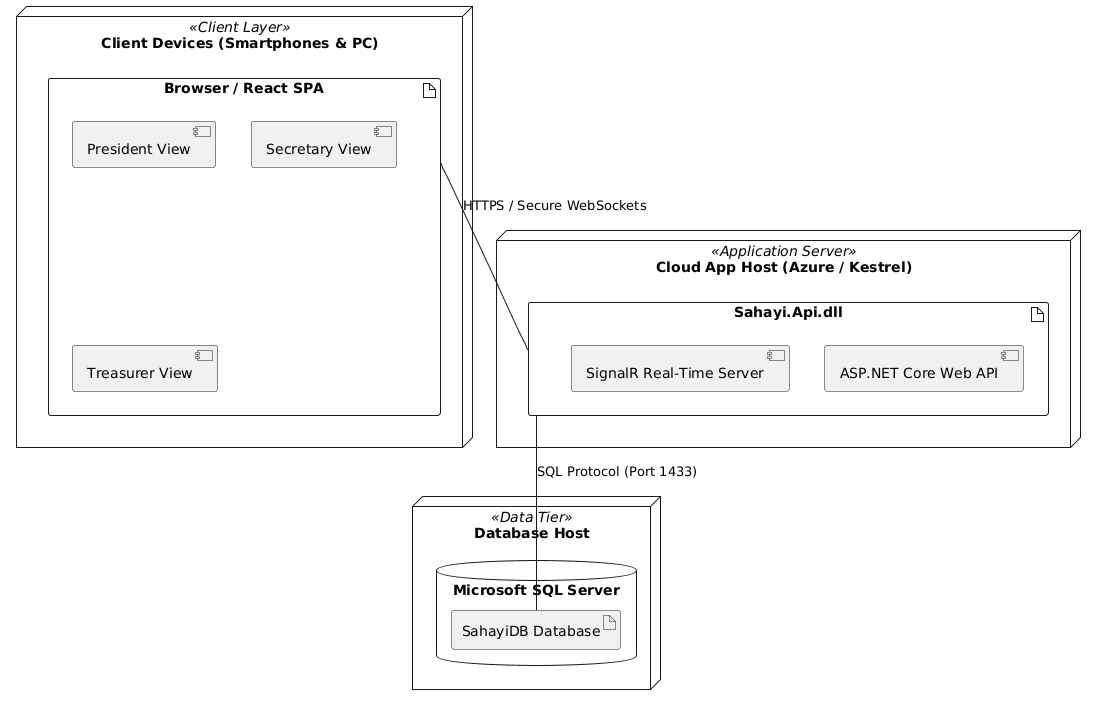 «Client Layer»
Client Devices (Smartphones & PC)
Browser / React SPA
President View
Secretary View
Treasurer View
HTTPS / Secure WebSockets
«Application Server»
Cloud App Host (Azure / Kestrel)
Sahayi.Api.dll
SignalR Real-Time Server
ASP.NET Core Web API
SQL Protocol (Port 1433)
«Data Tier»
Database Host
Microsoft SQL Server
SahayiDB Database